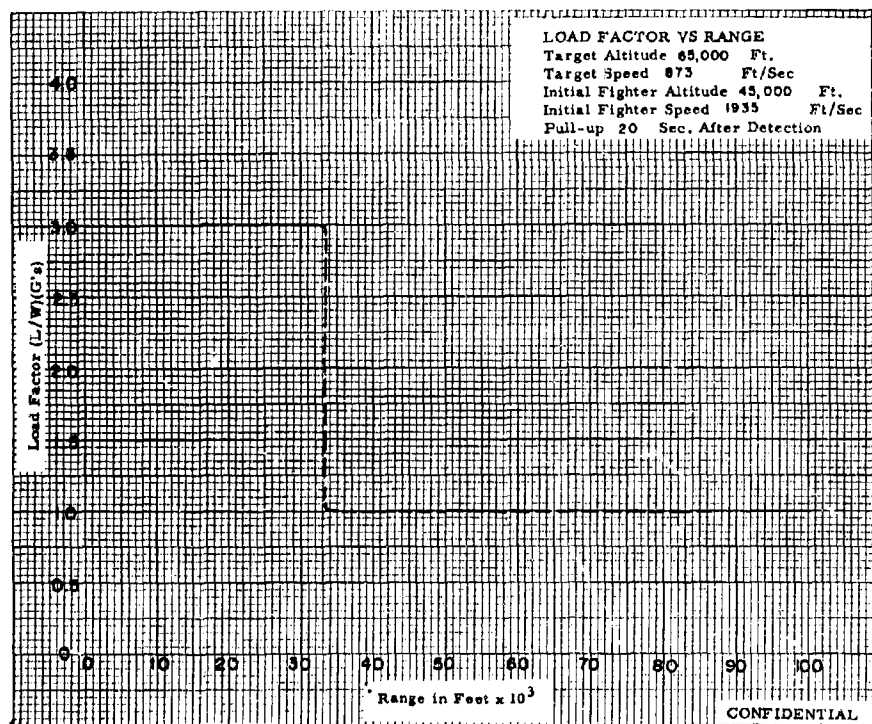 LOAD FACTOR VS RANGE
Target Altitude 65,000 Ft.
Target Speed 873 Ft/Sec
Initial Fighter Altitude 45,000 Ft.
Initial Fighter Speed 1935 Ft/Sec
Pull-up 20 Sec. After Detection
4.0
3.5
3.0
2.5
2.0
.5
.0
0.5
0
Load Factor (L/W)(G's)
0 10 20 30 40 50 60 70 80 90 100
Range in Feet x 10³
CONFIDENTIAL